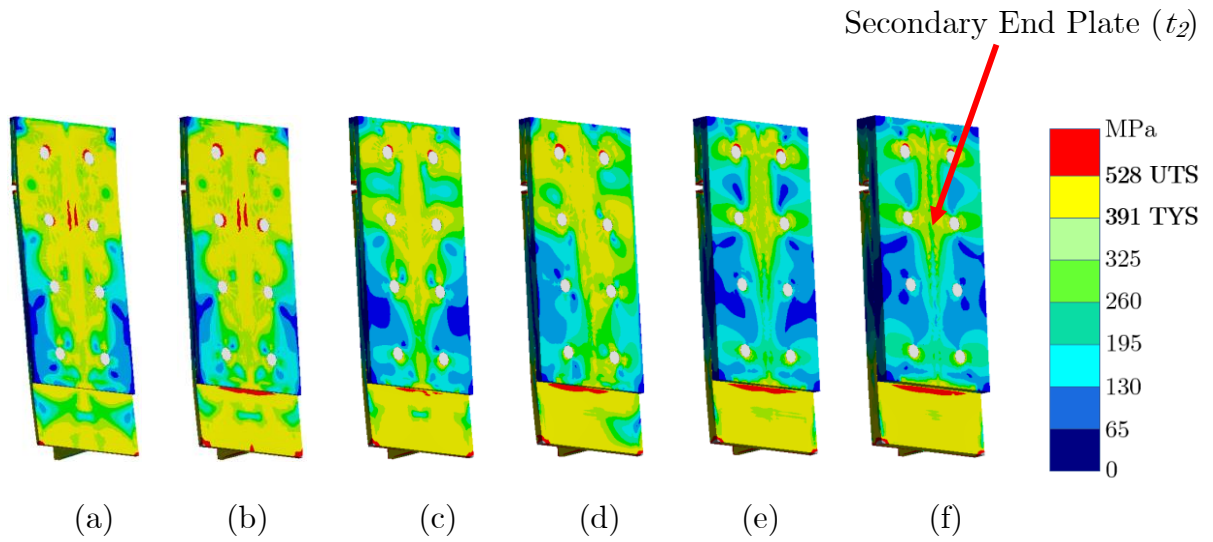 Secondary End Plate (t2)
MPa
528 UTS
391 TYS
325
260
195
130
65
0
(a) (b) (c) (d) (e) (f)